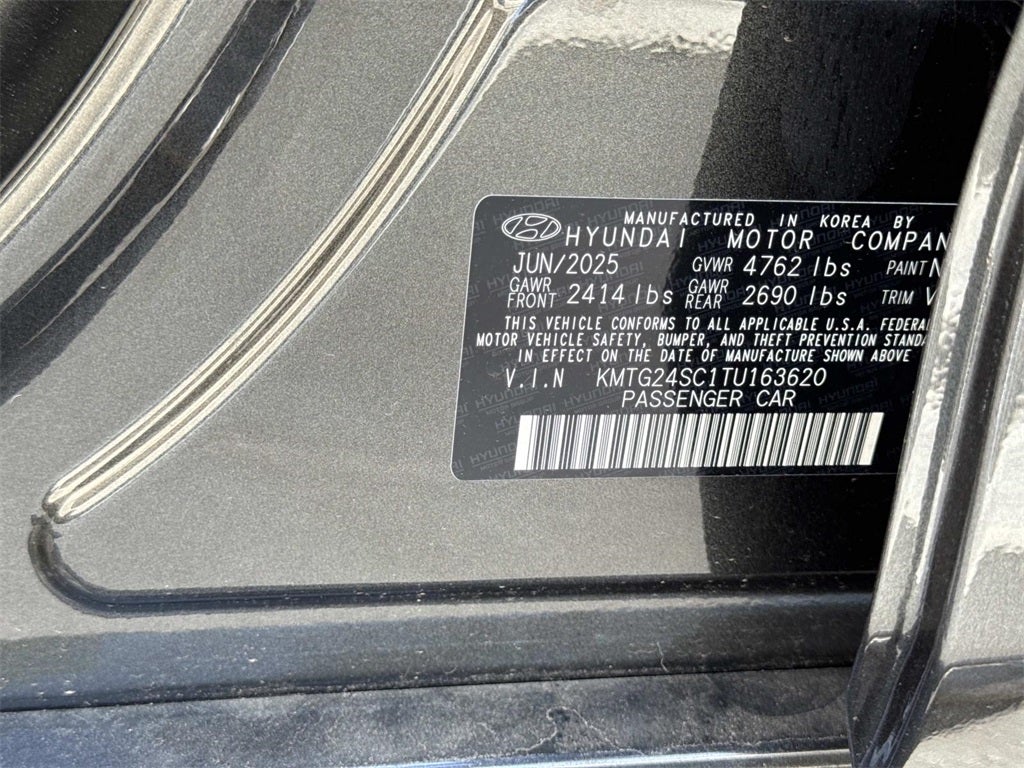 MANUFACTURED IN KOREA BY
HYUNDAI MOTOR COMPAN
JUN/2025 GVWR 4762 lbs PAINT
GAWR FRONT 2414 lbs GAWR REAR 2690 lbs TRIM
THIS VEHICLE CONFORMS TO ALL APPLICABLE U.S.A. FEDERA
MOTOR VEHICLE SAFETY, BUMPER, AND THEFT PREVENTION STANDA
IN EFFECT ON THE DATE OF MANUFACTURE SHOWN ABOVE
V.I.N KMTG24SC1TU163620
PASSENGER CAR